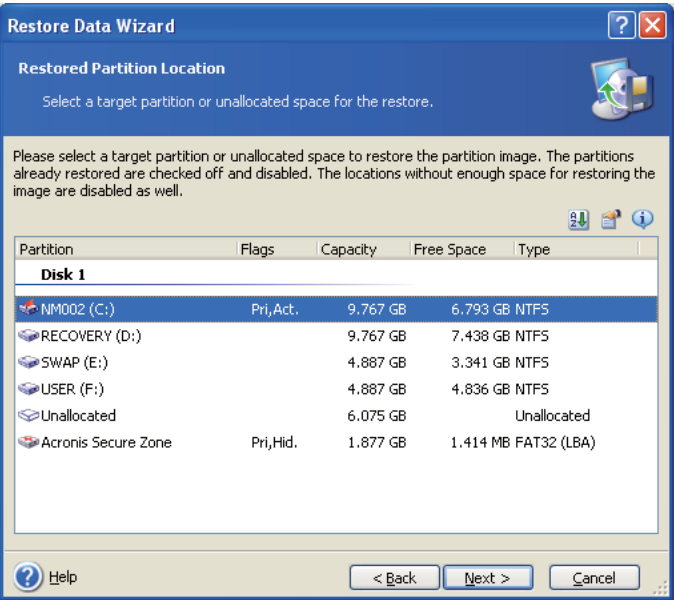 Restore Data Wizard
Restored Partition Location
Select a target partition or unallocated space for the restore.
Please select a target partition or unallocated space to restore the partition image. The partitions
already restored are checked off and disabled. The locations without enough space for restoring the
image are disabled as well.
Partition Flags Capacity Free Space Type
Disk 1
NM002 (C:) Pri,Act. 9.767 GB 6.793 GB NTFS
RECOVERY (D:) 9.767 GB 7.438 GB NTFS
SWAP (E:) 4.887 GB 3.341 GB NTFS
USER (F:) 4.887 GB 4.836 GB NTFS
Unallocated 6.075 GB Unallocated
Acronis Secure Zone Pri,Hid. 1.877 GB 1.414 MB FAT32 (LBA)
Help < Back Next > Cancel